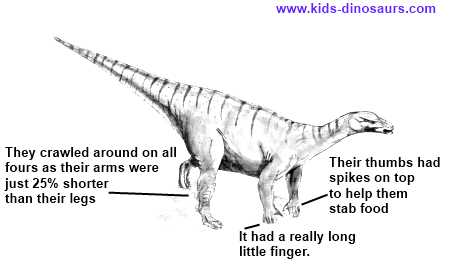 www.kids-dinosaurs.com
They crawled around on all
fours as their arms were
just 25% shorter
than their legs
Their thumbs had
spikes on top
to help them
stab food
It had a really long
little finger.